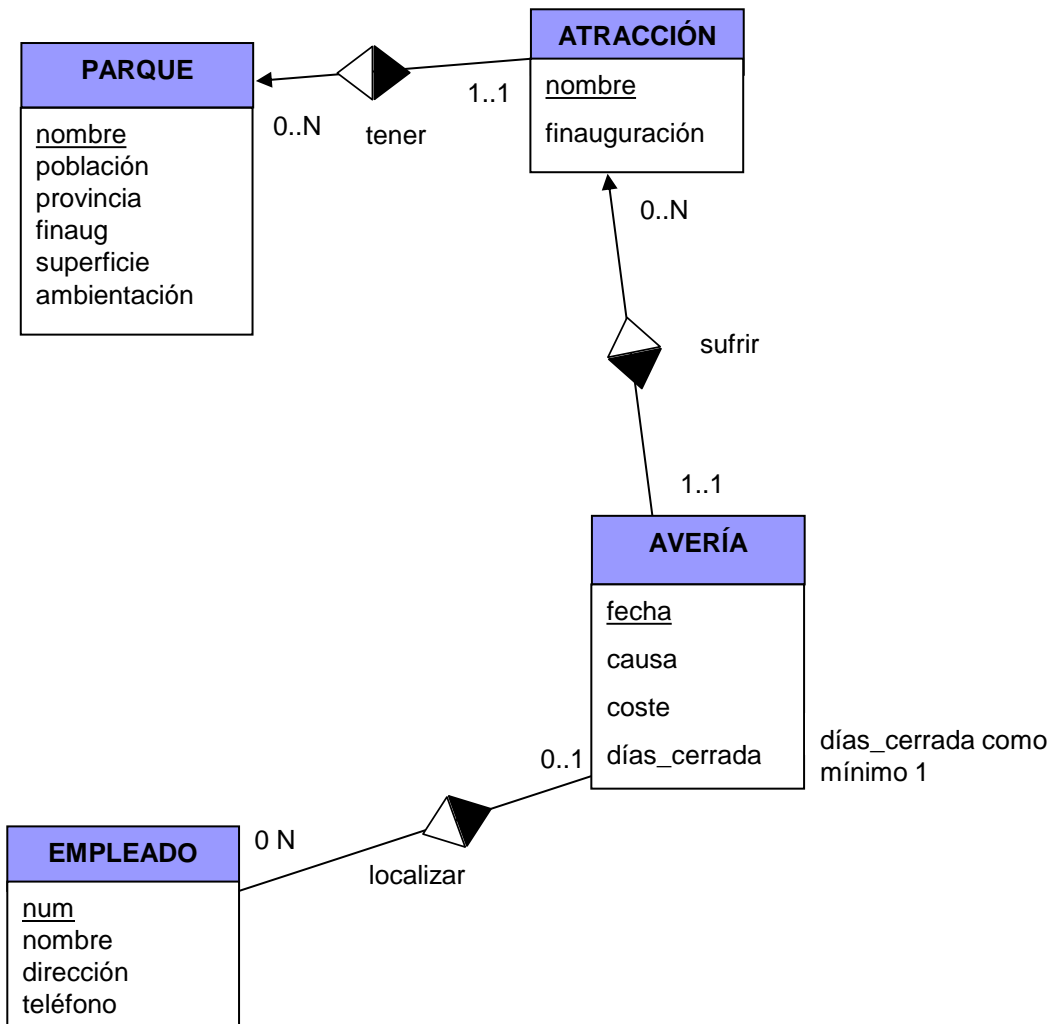 PARQUE
nombre
población
provincia
finaug
superficie
ambientación
0..N
tener
1..1
ATRACCIÓN
nombre
finauguración
0..N
sufrir
1..1
AVERÍA
fecha
causa
coste
días_cerrada
días_cerrada como
mínimo 1
0..1
localizar
0 N
EMPLEADO
num
nombre
dirección
teléfono